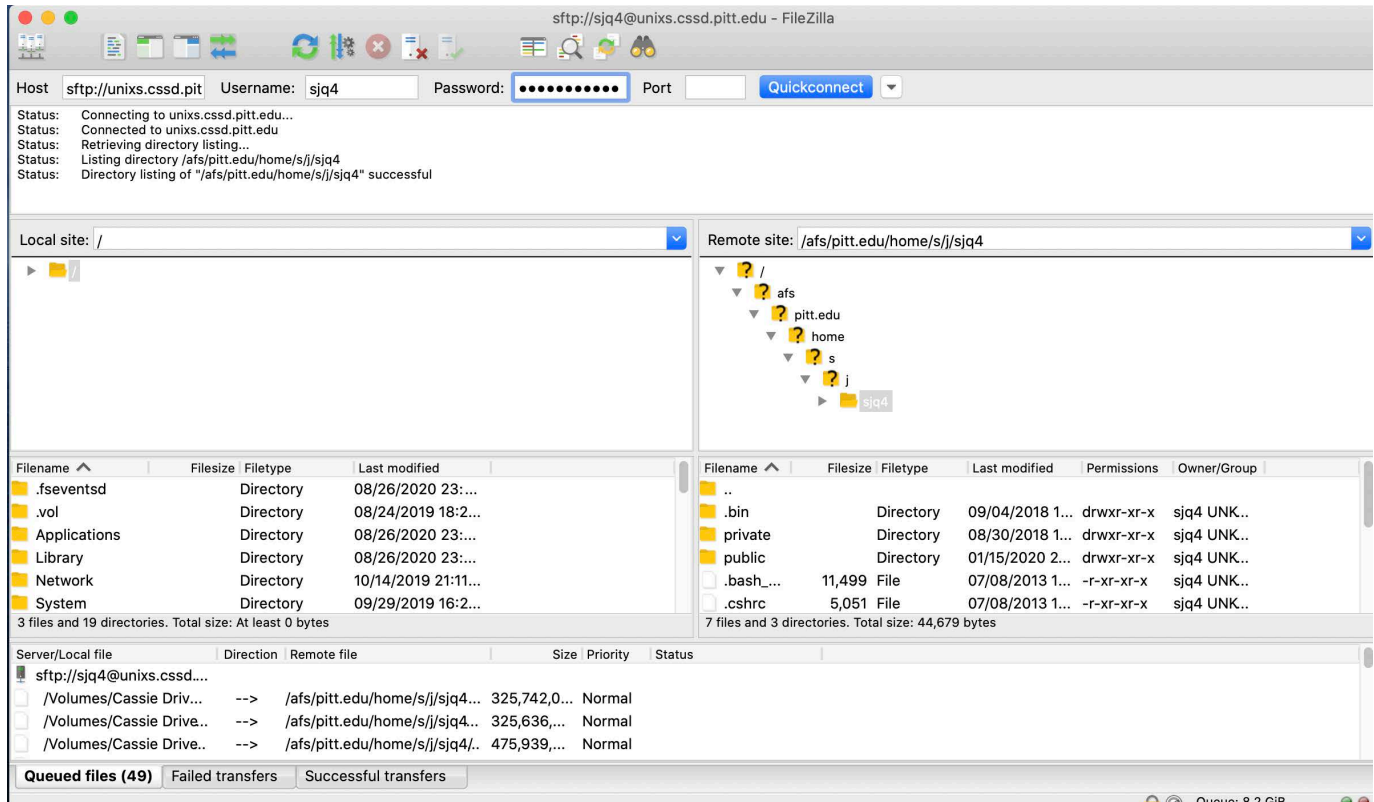 sftp://sjq4@unixs.cssd.pitt.edu - FileZilla
Host sftp://unixs.cssd.pit Username: sjq4 Password: ●●●●●●●●●●● Port Quickconnect
Status: Connecting to unixs.cssd.pitt.edu...
Status: Connected to unixs.cssd.pitt.edu
Status: Retrieving directory listing...
Status: Listing directory /afs/pitt.edu/home/s/j/sjq4
Status: Directory listing of "/afs/pitt.edu/home/s/j/sjq4" successful
Local site: /
/
Remote site: /afs/pitt.edu/home/s/j/sjq4
? /
? afs
? pitt.edu
? home
? s
? j
sjq4
Filename Filesize Filetype Last modified
.fseventsd Directory 08/26/2020 23:...
.vol Directory 08/24/2019 18:2...
Applications Directory 08/26/2020 23:...
Library Directory 08/26/2020 23:...
Network Directory 10/14/2019 21:11...
System Directory 09/29/2019 16:2...
3 files and 19 directories. Total size: At least 0 bytes
Filename Filesize Filetype Last modified Permissions Owner/Group
..
.bin Directory 09/04/2018 1... drwxr-xr-x sjq4 UNK...
private Directory 08/30/2018 1... drwxr-xr-x sjq4 UNK...
public Directory 01/15/2020 2... drwxr-xr-x sjq4 UNK...
.bash_... 11,499 File 07/08/2013 1... -r-xr-xr-x sjq4 UNK...
.cshrc 5,051 File 07/08/2013 1... -r-xr-xr-x sjq4 UNK...
7 files and 3 directories. Total size: 44,679 bytes
Server/Local file Direction Remote file Size Priority Status
sftp://sjq4@unixs.cssd....
/Volumes/Cassie Driv... --> /afs/pitt.edu/home/s/j/sjq4... 325,742,0... Normal
/Volumes/Cassie Drive... --> /afs/pitt.edu/home/s/j/sjq4... 325,636,... Normal
/Volumes/Cassie Drive.. --> /afs/pitt.edu/home/s/j/sjq4/.. 475,939,... Normal
Queued files (49) Failed transfers Successful transfers
Queue: 8.2 GiB